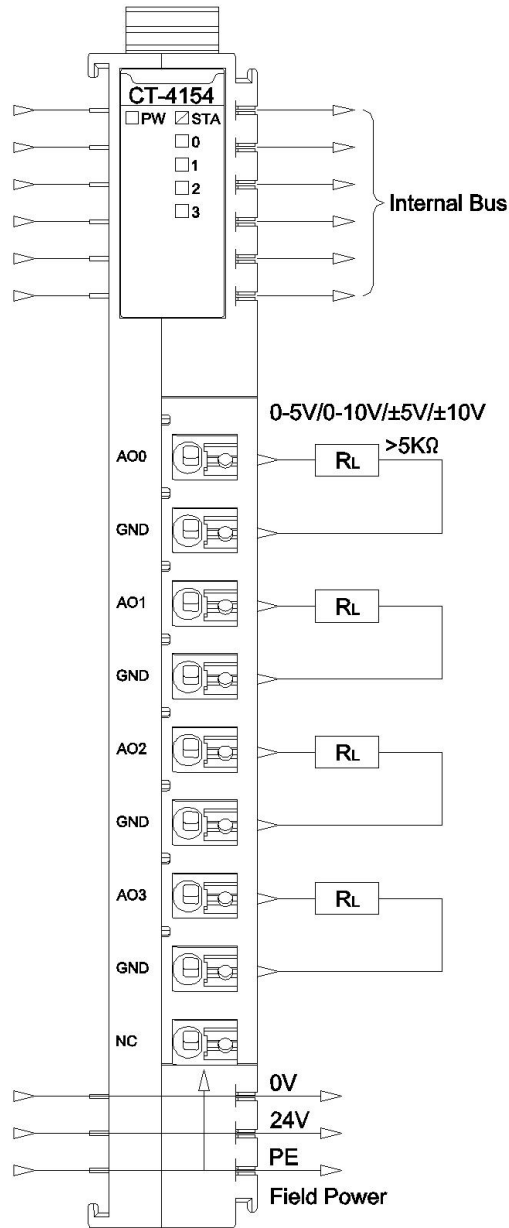 CT-4154
PW STA
0
1
2
3
Internal Bus
0-5V/0-10V/±5V/±10V
AO0 RL >5KΩ
GND
AO1 RL
GND
AO2 RL
GND
AO3 RL
GND
NC
0V
24V
PE
Field Power